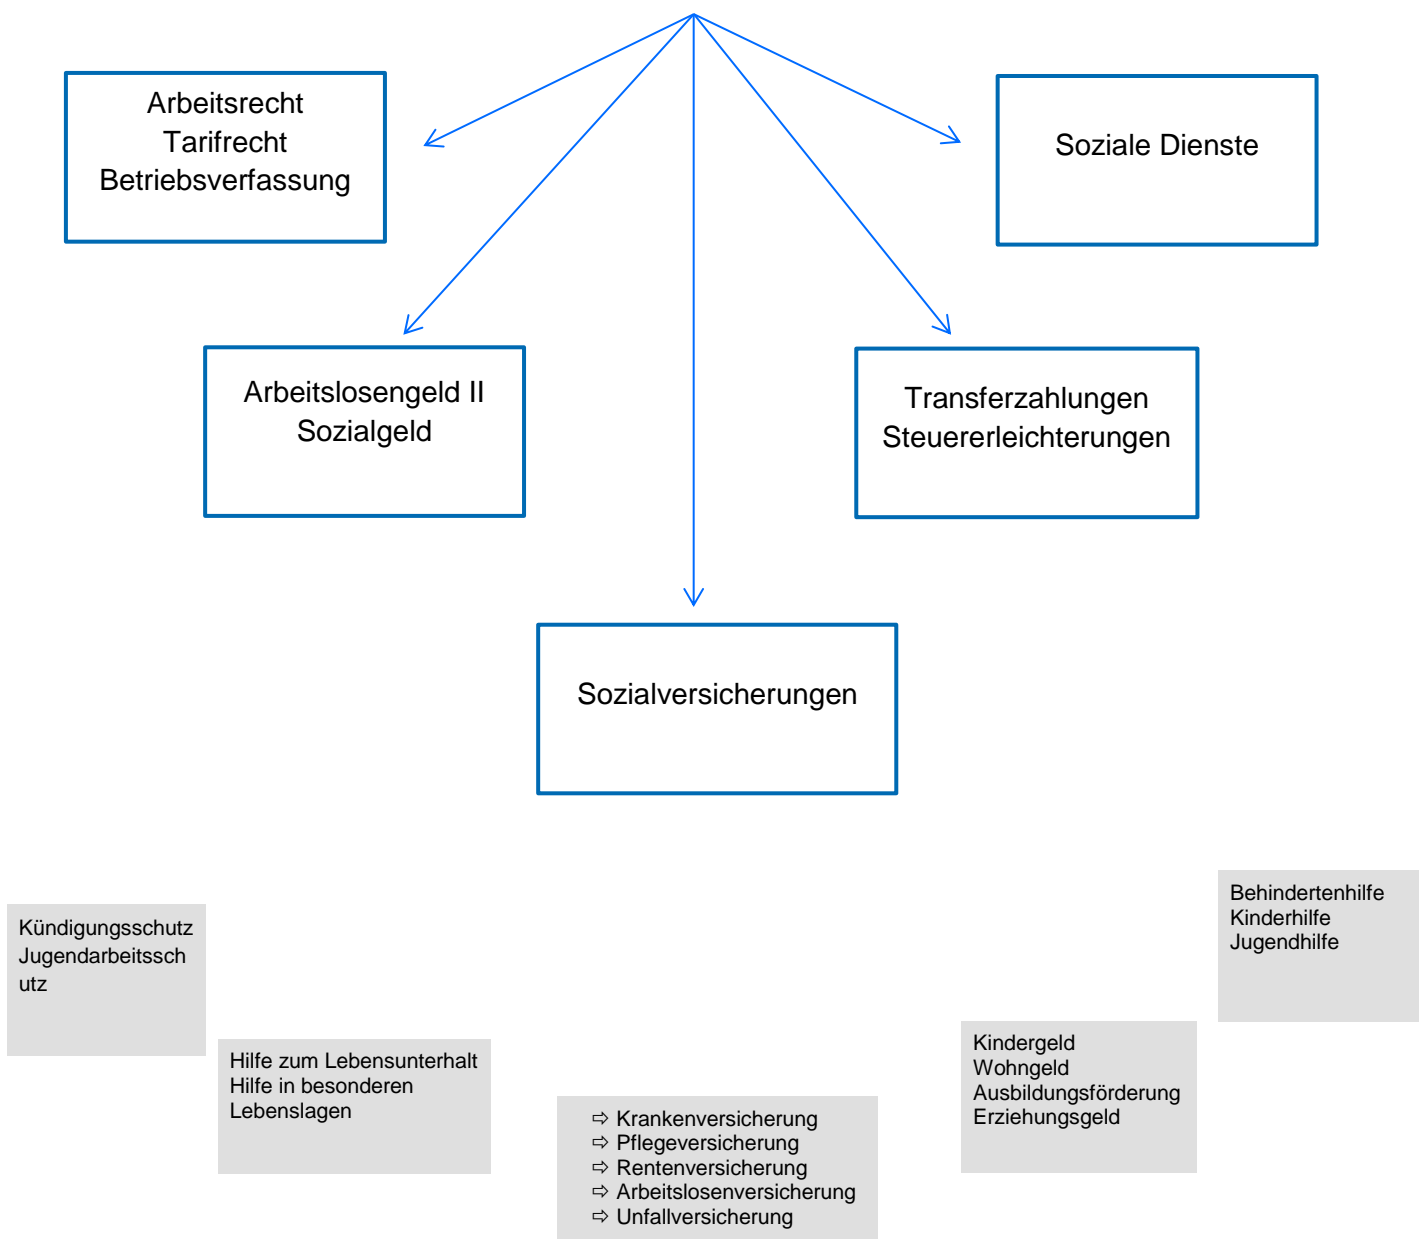 Arbeitsrecht
Tarifrecht
Betriebsverfassung
Soziale Dienste
Arbeitslosengeld II
Sozialgeld
Transferzahlungen
Steuererleichterungen
Sozialversicherungen
Kündigungsschutz
Jugendarbeitssch
utz
Hilfe zum Lebensunterhalt
Hilfe in besonderen
Lebenslagen
⇨ Krankenversicherung
⇨ Pflegeversicherung
⇨ Rentenversicherung
⇨ Arbeitslosenversicherung
⇨ Unfallversicherung
Kindergeld
Wohngeld
Ausbildungsförderung
Erziehungsgeld
Behindertenhilfe
Kinderhilfe
Jugendhilfe